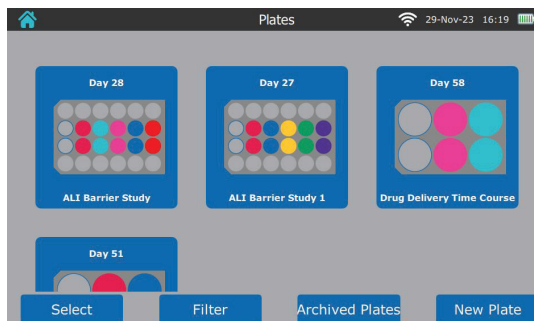 Plates
29-Nov-23 16:19
Day 28
Day 27
Day 58
ALI Barrier Study
ALI Barrier Study 1
Drug Delivery Time Course
Day 51
Select
Filter
Archived Plates
New Plate